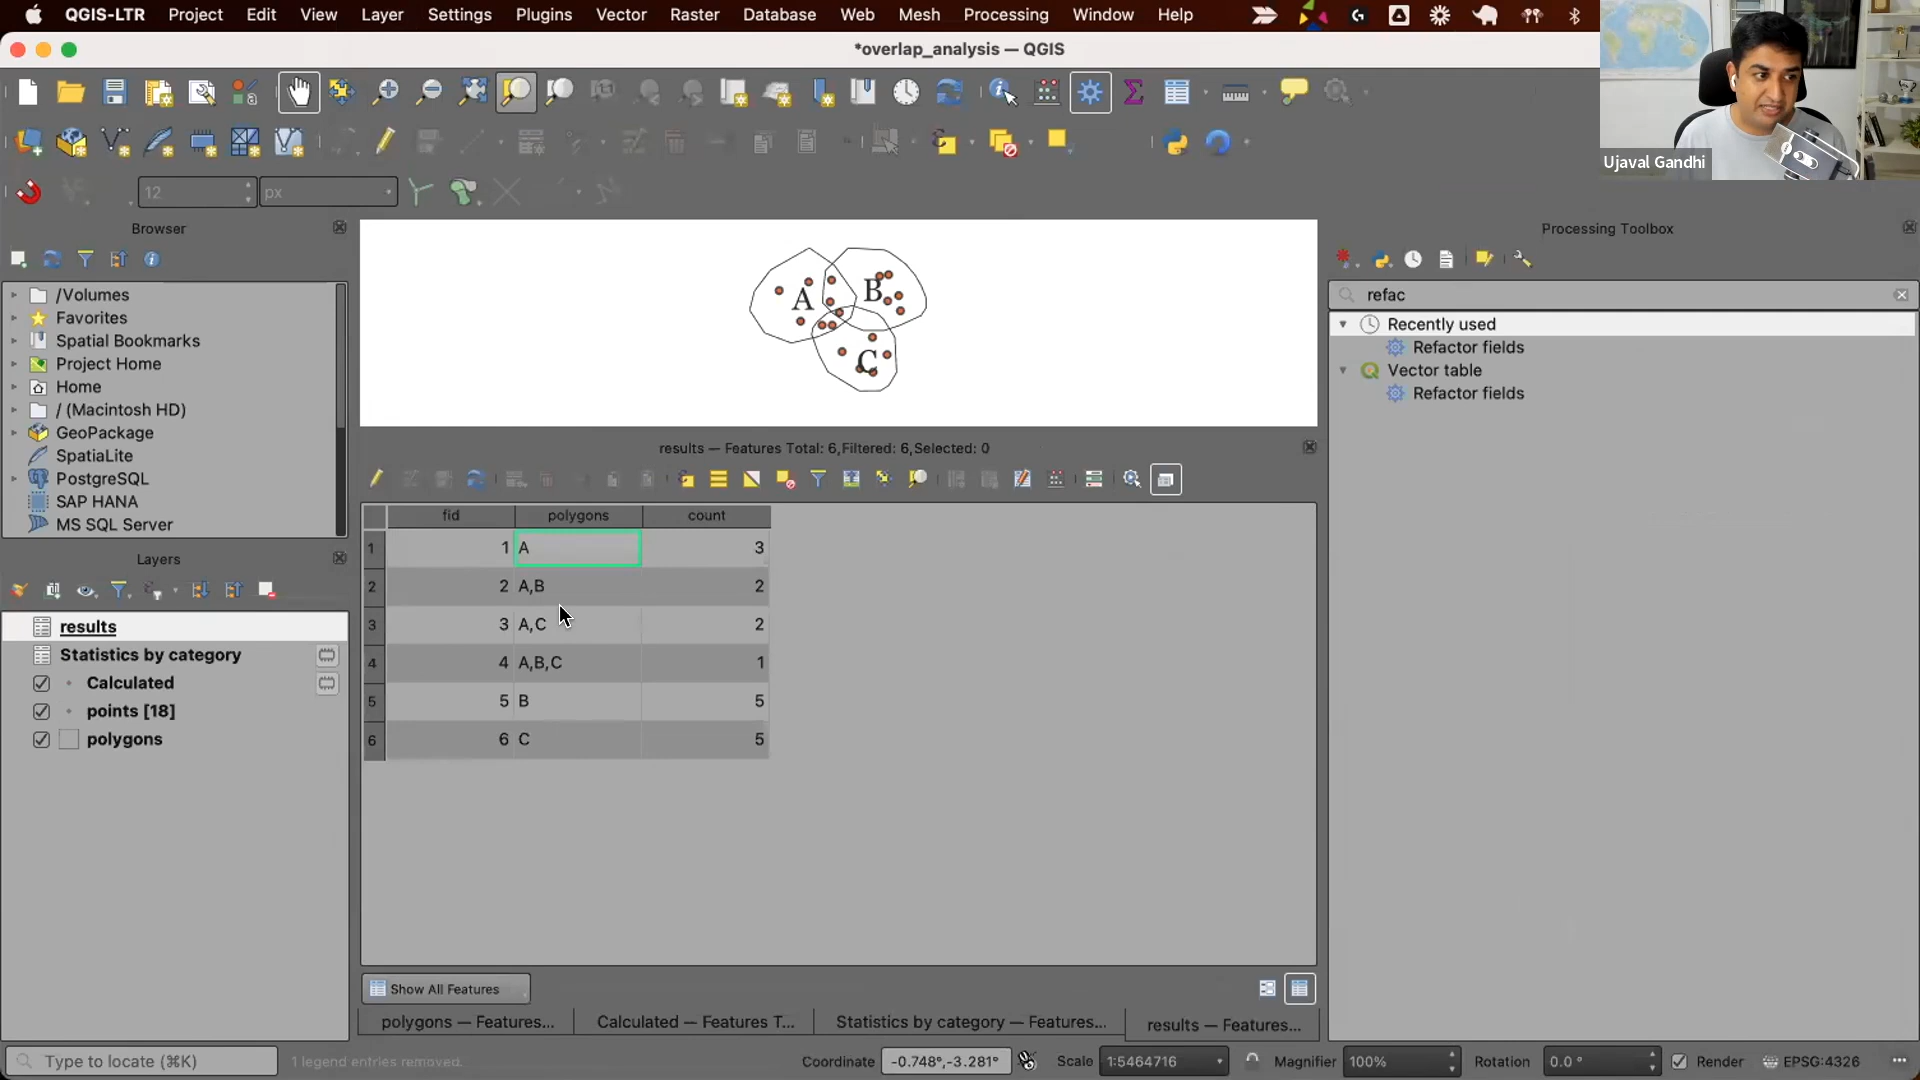 QGIS-LTR Project Edit View Layer Settings Plugins Vector Raster Database Web Mesh Processing Window Help
*overlap_analysis — QGIS
12 px
Ujaval Gandhi
Browser
/Volumes
Favorites
Spatial Bookmarks
Project Home
Home
/ (Macintosh HD)
GeoPackage
SpatiaLite
PostgreSQL
SAP HANA
MS SQL Server
Layers
results
Statistics by category
Calculated
points [18]
polygons
A B
C
results — Features Total: 6, Filtered: 6, Selected: 0
fid polygons count
1 1 A 3
2 2 A,B 2
3 3 A,C 2
4 4 A,B,C 1
5 5 B 5
6 6 C 5
Show All Features
polygons — Features... Calculated — Features T... Statistics by category — Features... results — Features...
Processing Toolbox
refac
Recently used
Refactor fields
Vector table
Refactor fields
Type to locate (⌘K) 1 legend entries removed. Coordinate -0.748°,-3.281° Scale 1:5464716 Magnifier 100% Rotation 0.0 ° Render EPSG:4326